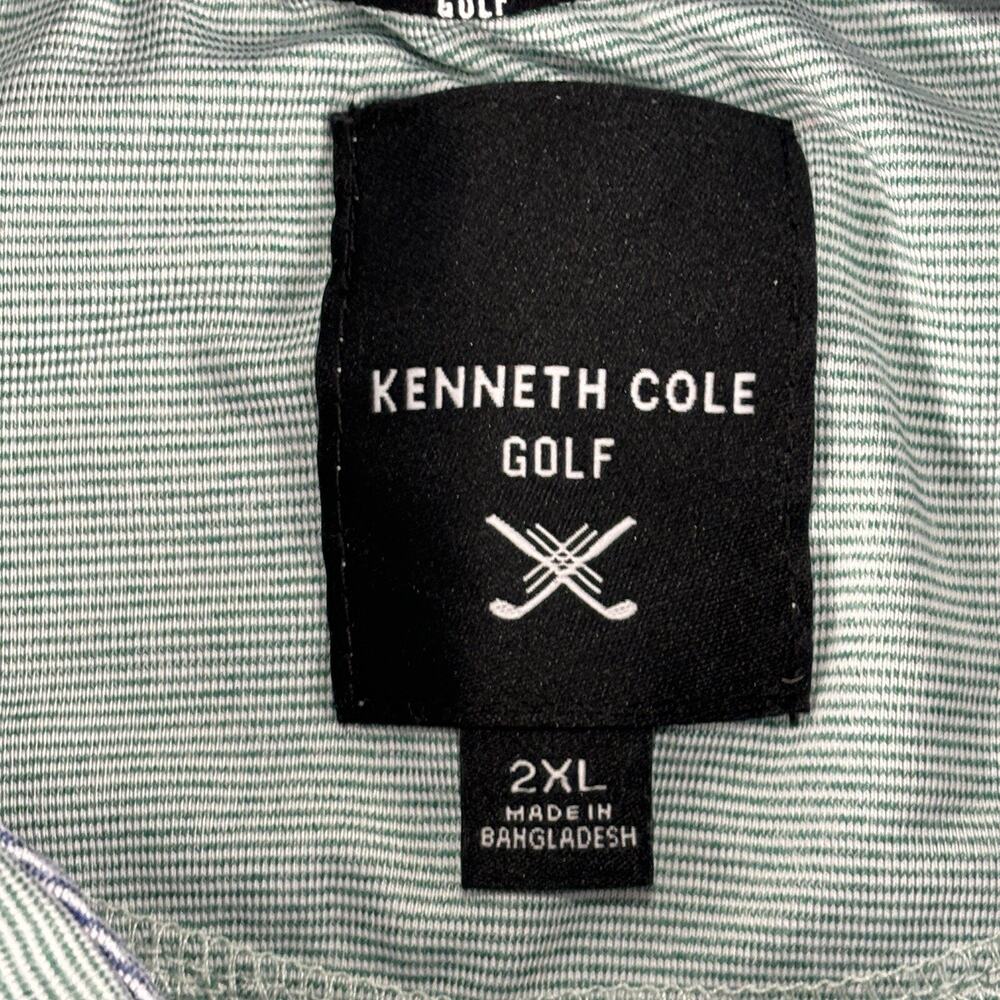 GOLF
KENNETH COLE
GOLF
2XL
MADE IN
BANGLADESH